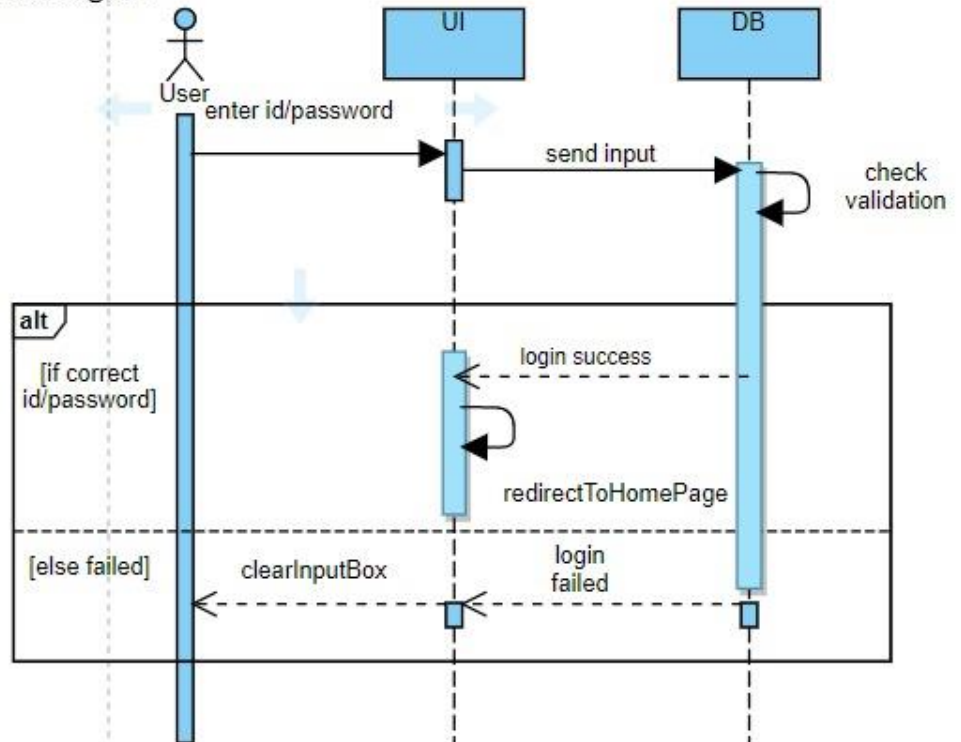 UI
DB
User
enter id/password
send input
check
validation
alt
[if correct
id/password]
login success
redirectToHomePage
[else failed]
clearInputBox
login
failed